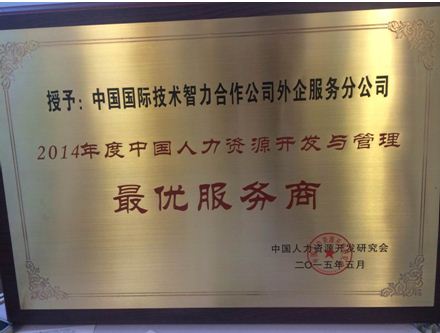 授予：中国国际技术智力合作公司外企服务分公司
2014年度中国人力资源开发与管理
最优服务商
中国人力资源开发研究会
二〇一五年五月